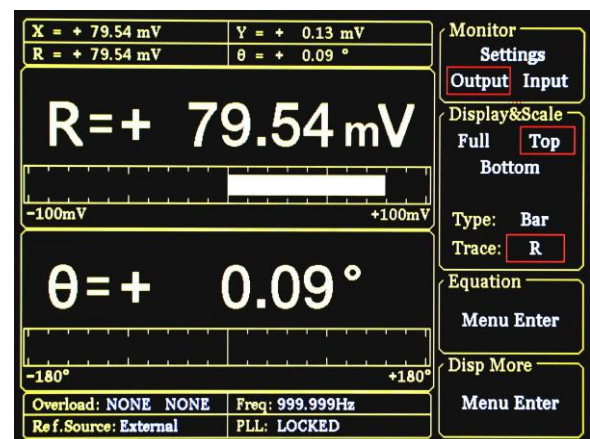 X = + 79.54 mV
Y = + 0.13 mV
R = + 79.54 mV
θ = + 0.09 °
R=+ 79.54 mV
-100mV
+100mV
θ=+ 0.09 °
-180°
+180°
Overload: NONE NONE
Freq: 999.999Hz
Ref.Source: External
PLL: LOCKED
Monitor
Settings
Output Input
Display&Scale
Full Top
Bottom
Type: Bar
Trace: R
Equation
Menu Enter
Disp More
Menu Enter